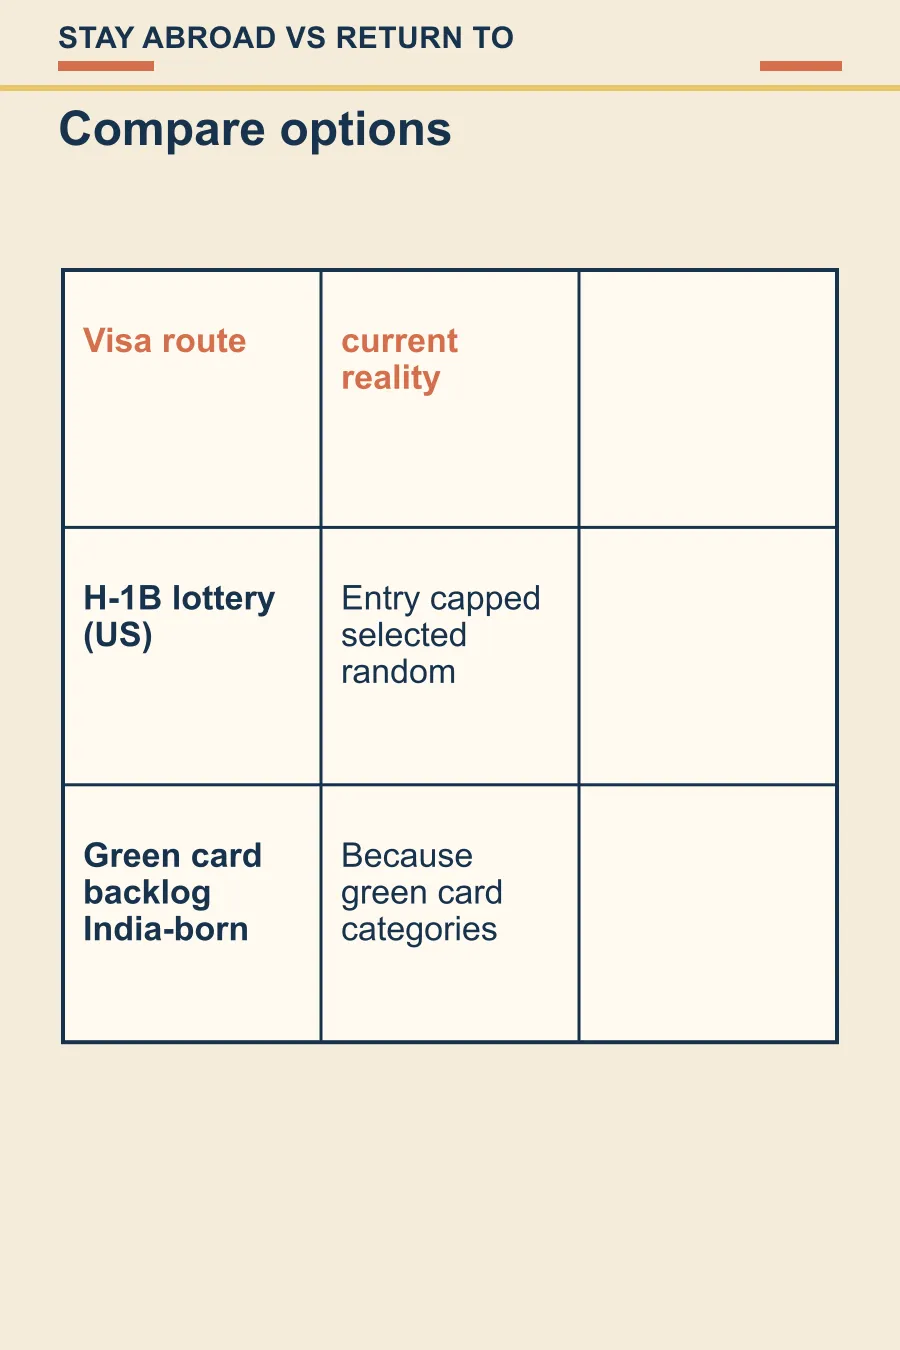 STAY ABROAD VS RETURN TO
Compare options
Visa route
current
reality
H-1B lottery
(US)
Entry capped
selected
random
Green card
backlog
India-born
Because
green card
categories